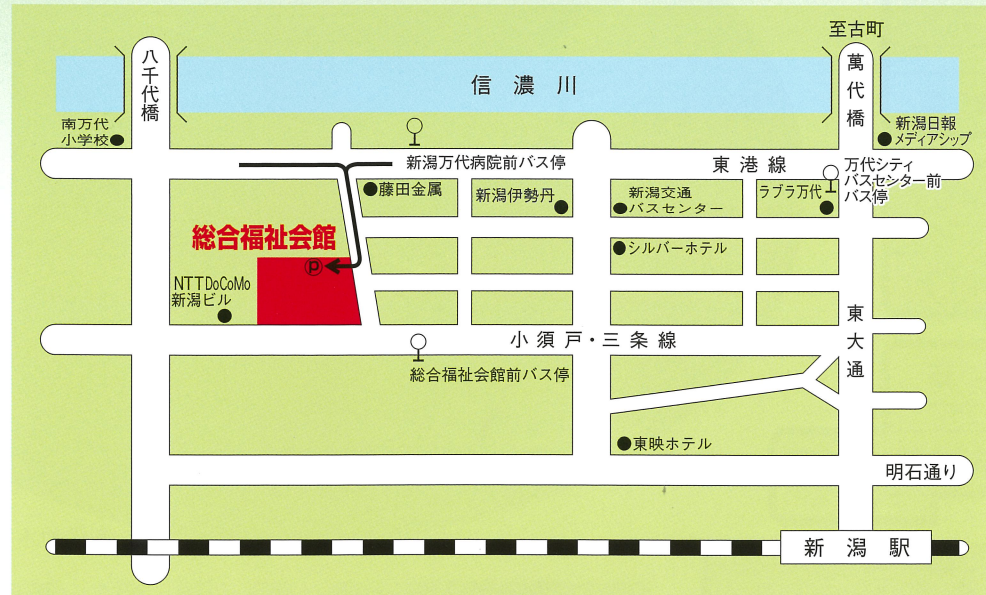 至古町
八千代橋
信濃川
萬代橋
南万代
小学校
新潟日報
メディアシップ
新潟万代病院前バス停
東港線
万代シティ
バスセンター前
バス停
藤田金属
新潟伊勢丹
新潟交通
バスセンター
ラブラ万代
総合福祉会館
P
シルバーホテル
NTTDoCoMo
新潟ビル
小須戸・三条線
東大通
総合福祉会館前バス停
東映ホテル
明石通り
新潟駅